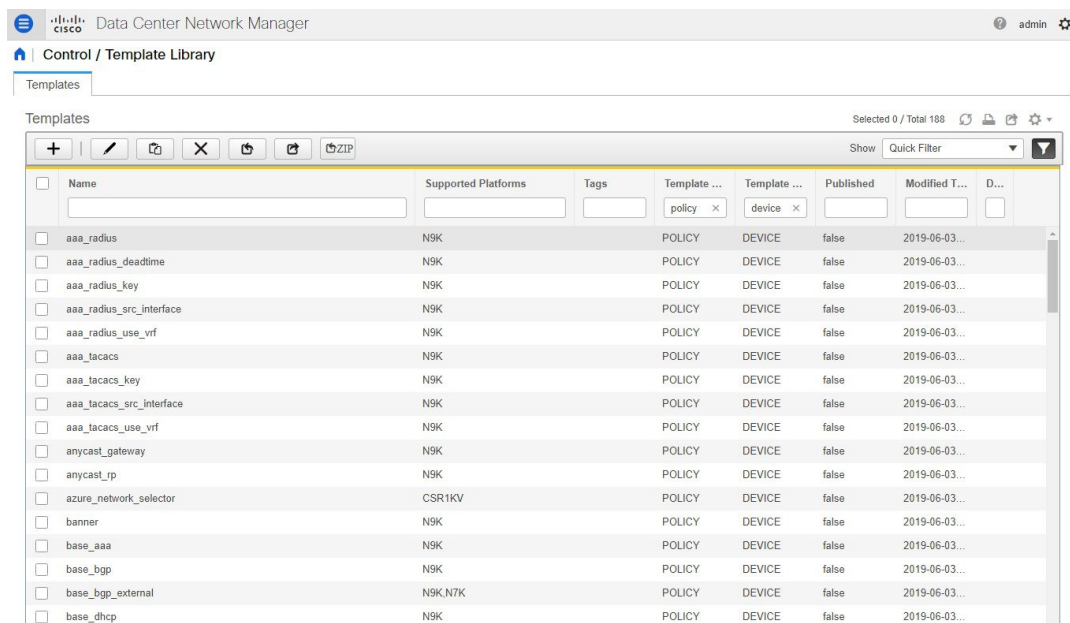 cisco Data Center Network Manager admin
Control / Template Library
Templates
Templates Selected 0 / Total 188
ZIP Show Quick Filter
Name Supported Platforms Tags Template ... Template ... Published Modified T... D...
policy × device ×
aaa_radius N9K POLICY DEVICE false 2019-06-03...
aaa_radius_deadtime N9K POLICY DEVICE false 2019-06-03...
aaa_radius_key N9K POLICY DEVICE false 2019-06-03...
aaa_radius_src_interface N9K POLICY DEVICE false 2019-06-03...
aaa_radius_use_vrf N9K POLICY DEVICE false 2019-06-03...
aaa_tacacs N9K POLICY DEVICE false 2019-06-03...
aaa_tacacs_key N9K POLICY DEVICE false 2019-06-03...
aaa_tacacs_src_interface N9K POLICY DEVICE false 2019-06-03...
aaa_tacacs_use_vrf N9K POLICY DEVICE false 2019-06-03...
anycast_gateway N9K POLICY DEVICE false 2019-06-03...
anycast_rp N9K POLICY DEVICE false 2019-06-03...
azure_network_selector CSR1KV POLICY DEVICE false 2019-06-03...
banner N9K POLICY DEVICE false 2019-06-03...
base_aaa N9K POLICY DEVICE false 2019-06-03...
base_bgp N9K POLICY DEVICE false 2019-06-03...
base_bgp_external N9K,N7K POLICY DEVICE false 2019-06-03...
base_dhcp N9K POLICY DEVICE false 2019-06-03...